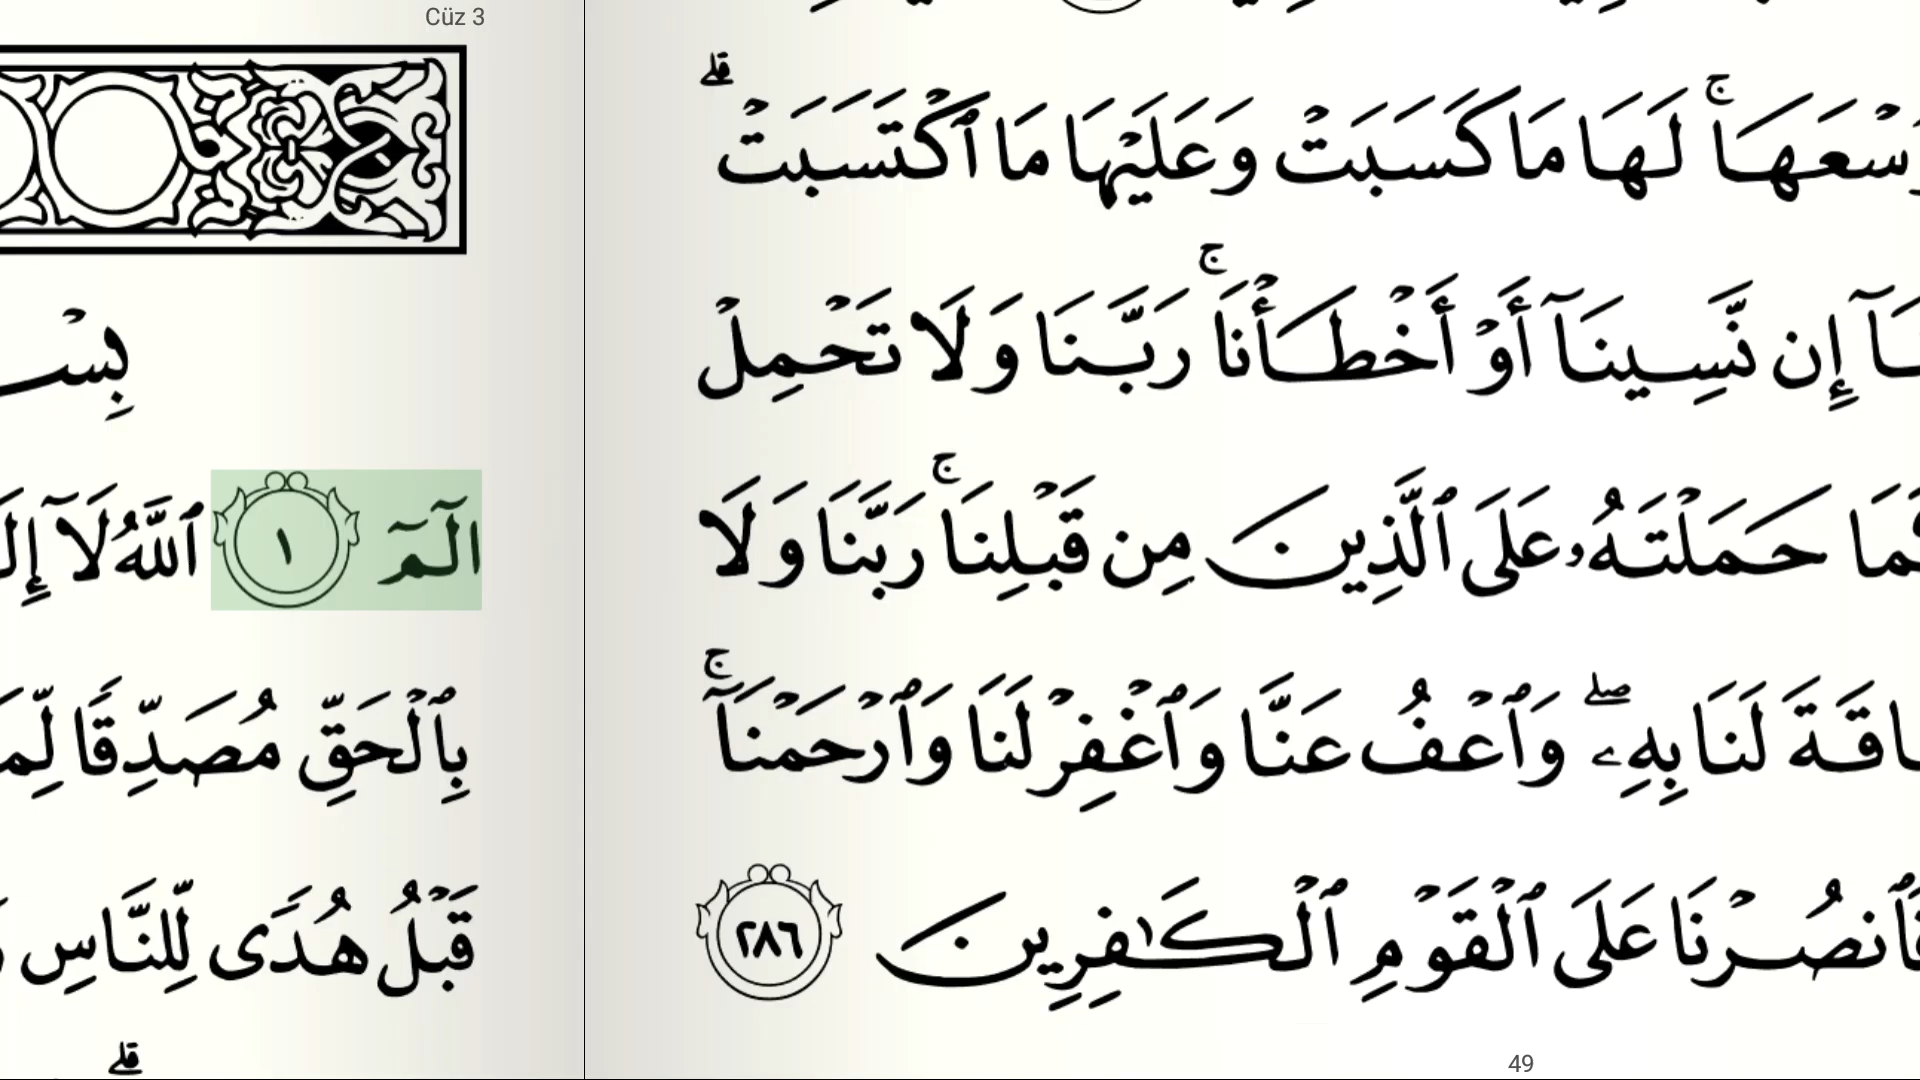 سْعَهَاۚ لَهَا مَا كَسَبَتْ وَعَلَيْهَا مَا ٱكْتَسَبَتْۗ
ـَآ إِن نَّسِينَآ أَوْ أَخْطَأْنَاۚ رَبَّنَا وَلَا تَحْمِلْ
كَمَا حَمَلْتَهُۥ عَلَى ٱلَّذِينَ مِن قَبْلِنَاۚ رَبَّنَا وَلَا
ـاقَةَ لَنَا بِهِۦۖ وَٱعْفُ عَنَّا وَٱغْفِرْ لَنَا وَٱرْحَمْنَآۚ
فَٱنصُرْنَا عَلَى ٱلْقَوْمِ ٱلْكَٰفِرِينَ ٢٨٦
49
Cüz 3
بِسْـ
الٓمٓ ١ ٱللَّهُ لَآ إِلَـ
بِٱلْحَقِّ مُصَدِّقًا لِّمَا
قَبْلُ هُدًى لِّلنَّاسِ